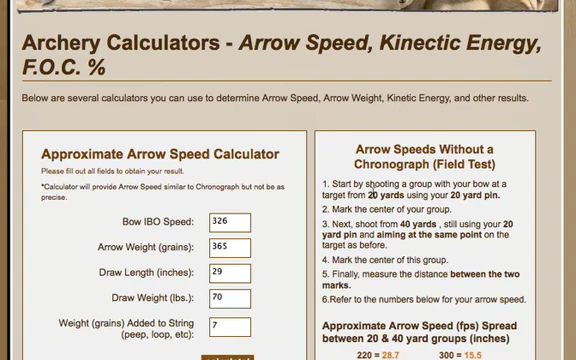 Archery Calculators - Arrow Speed, Kinectic Energy,
F.O.C. %
Below are several calculators you can use to determine Arrow Speed, Arrow Weight, Kinetic Energy, and other results.
Approximate Arrow Speed Calculator
Please fill out all fields to obtain your result.
*Calculator will provide Arrow Speed similar to Chronograph but not be as
precise.
Bow IBO Speed: 326
Arrow Weight (grains): 365
Draw Length (inches): 29
Draw Weight (lbs.): 70
Weight (grains) Added to String
(peep, loop, etc): 7
Arrow Speeds Without a
Chronograph (Field Test)
1. Start by shooting a group with your bow at a
target from 20 yards using your 20 yard pin.
2. Mark the center of your group.
3. Next, shoot from 40 yards , still using your 20
yard pin and aiming at the same point on the
target as before.
4. Mark the center of this group.
5. Finally, measure the distance between the two
marks.
6.Refer to the numbers below for your arrow speed.
Approximate Arrow Speed (fps) Spread
between 20 & 40 yard groups (inches)
220 = 28.7 300 = 15.5